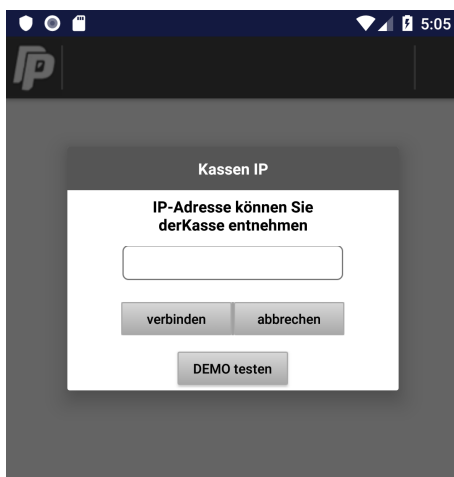 5:05
Kassen IP
IP-Adresse können Sie
derKasse entnehmen
verbinden abbrechen
DEMO testen